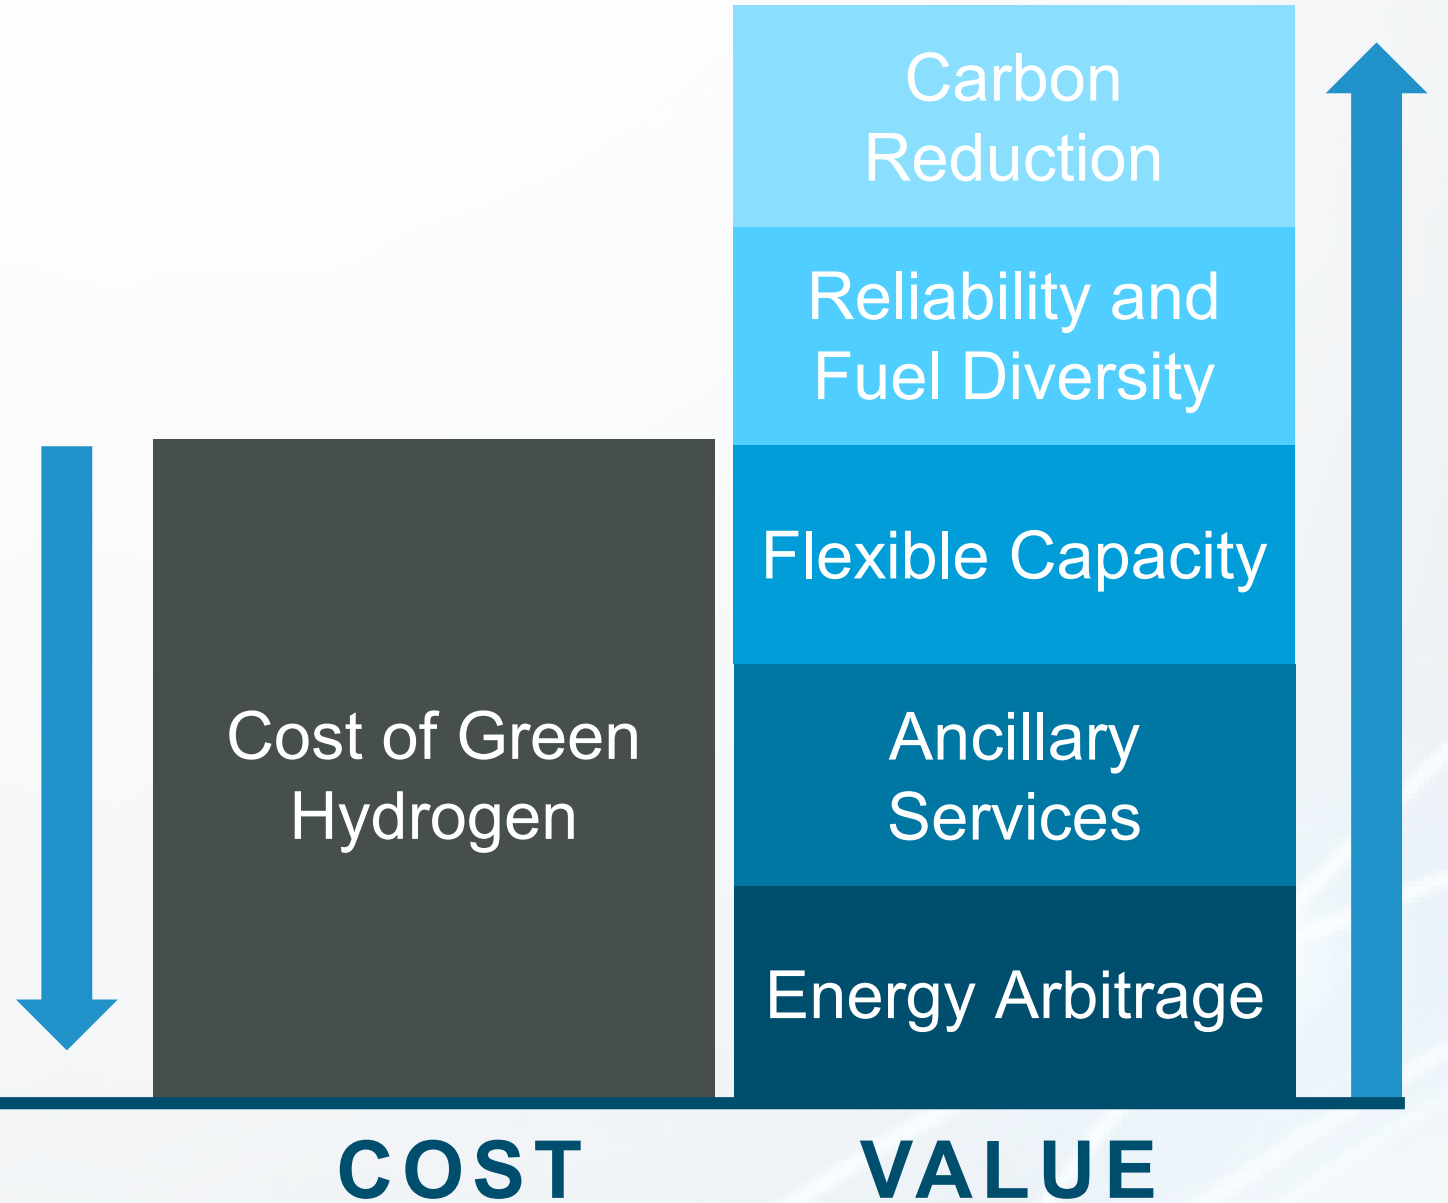 Carbon
Reduction
Reliability and
Fuel Diversity
Flexible Capacity
Cost of Green
Hydrogen
Ancillary
Services
Energy Arbitrage
COST
VALUE